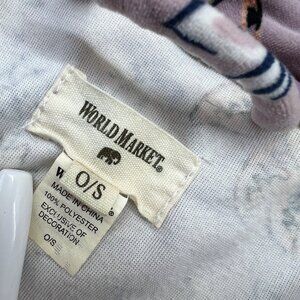 WORLD MARKET®
W O/S
MADE IN CHINA
100% POLYESTER
EXCLUSIVE OF
DECORATION
O/S